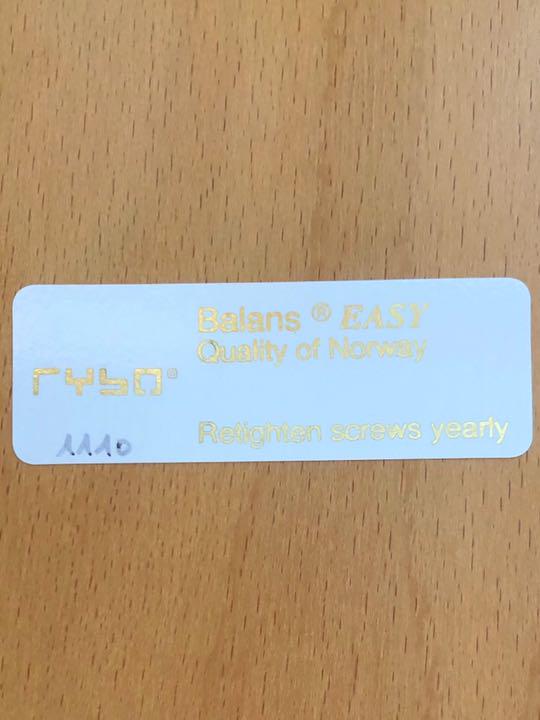 Balans ® EASY
Quality of Norway
rybo®
Retighten screws yearly
1110